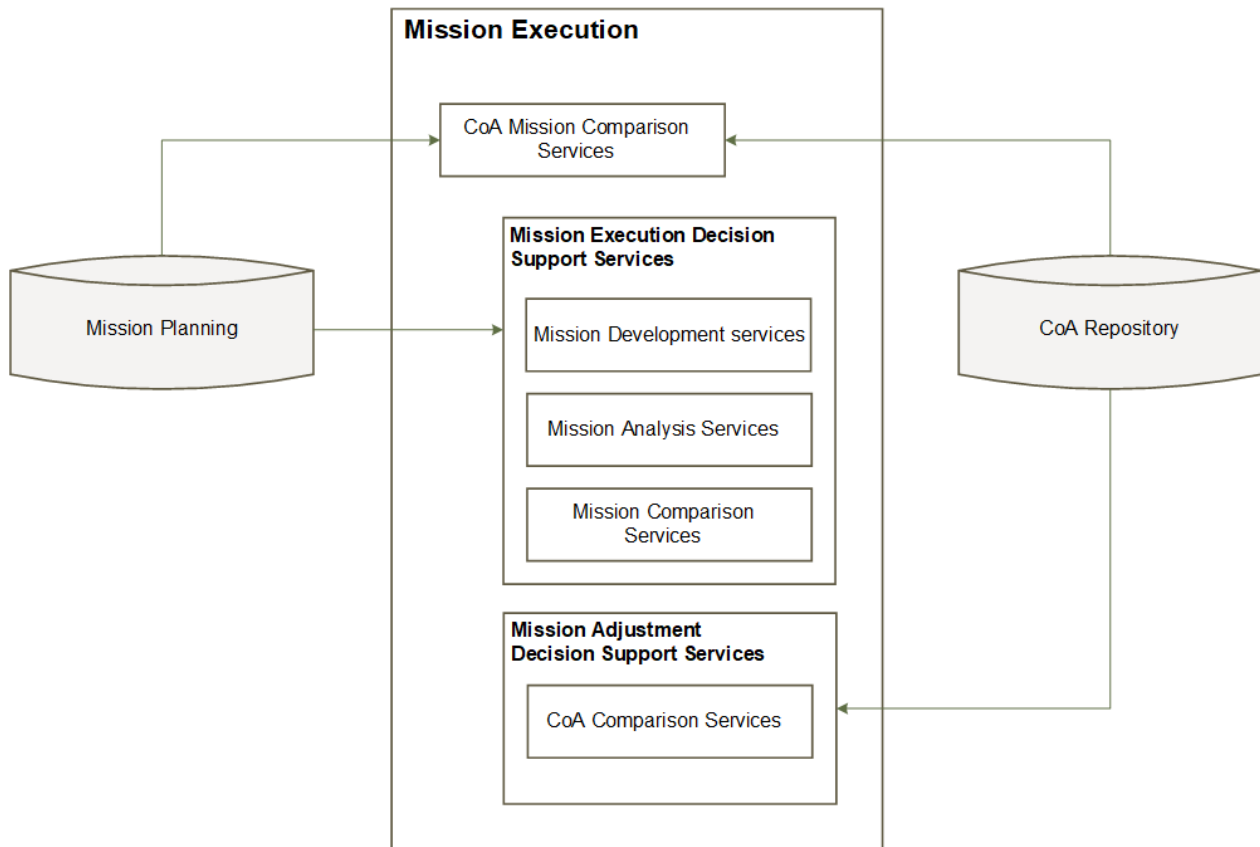 Mission Execution
CoA Mission Comparison
Services
Mission Execution Decision
Support Services
Mission Planning
Mission Development services
CoA Repository
Mission Analysis Services
Mission Comparison
Services
Mission Adjustment
Decision Support Services
CoA Comparison Services